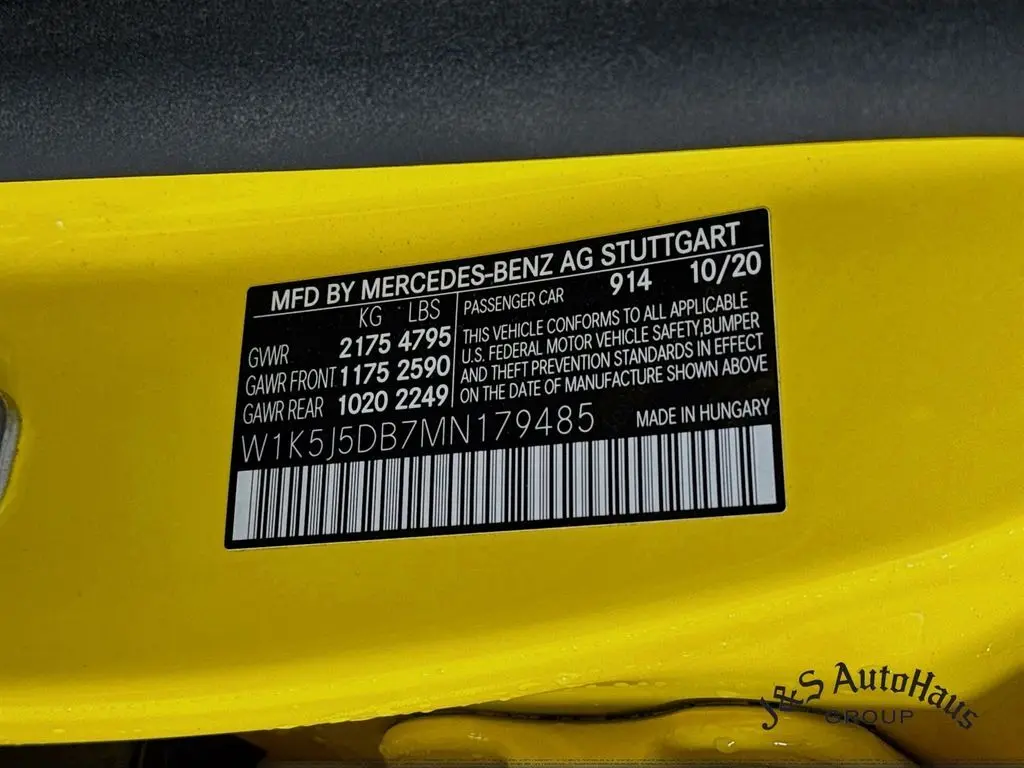 MFD BY MERCEDES-BENZ AG STUTTGART
KG LBS
GVWR 2175 4795
GAWR FRONT 1175 2590
GAWR REAR 1020 2249
PASSENGER CAR 914 10/20
THIS VEHICLE CONFORMS TO ALL APPLICABLE
U.S. FEDERAL MOTOR VEHICLE SAFETY,BUMPER
AND THEFT PREVENTION STANDARDS IN EFFECT
ON THE DATE OF MANUFACTURE SHOWN ABOVE
W1K5J5DB7MN179485 MADE IN HUNGARY
J&S AutoHaus
GROUP